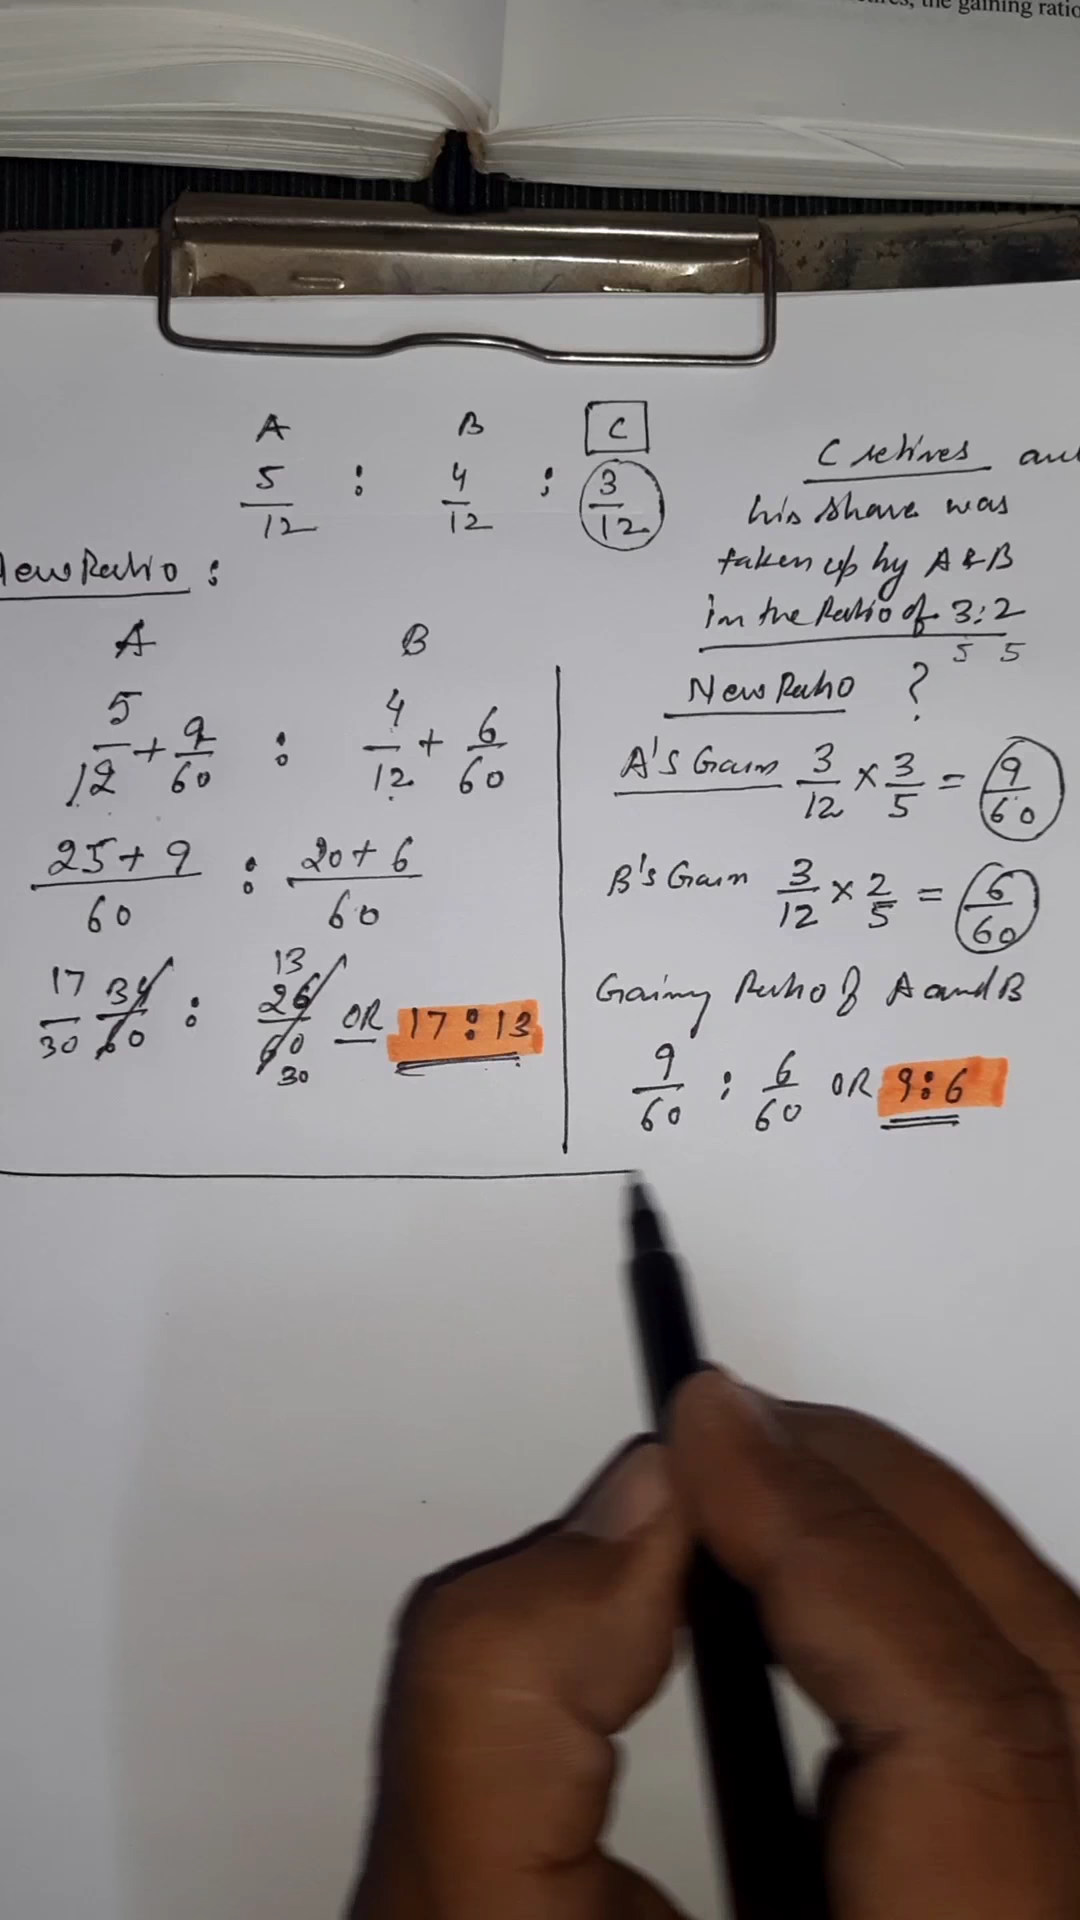 the gaining ratio
A B C
5/12 : 4/12 : 3/12
C retires
his share was
taken up by A & B
in the Ratio of 3:2
5 5
New Ratio ?
A's Gain 3/12 × 3/5 = 9/60
B's Gain 3/12 × 2/5 = 6/60
Gaining Ratio of A and B
9/60 : 6/60 OR 9:6
New Ratio :
A B
5/12 + 9/60 : 4/12 + 6/60
25+9/60 : 20+6/60
17/30 34/60 : 13 26/60 30 OR 17:13